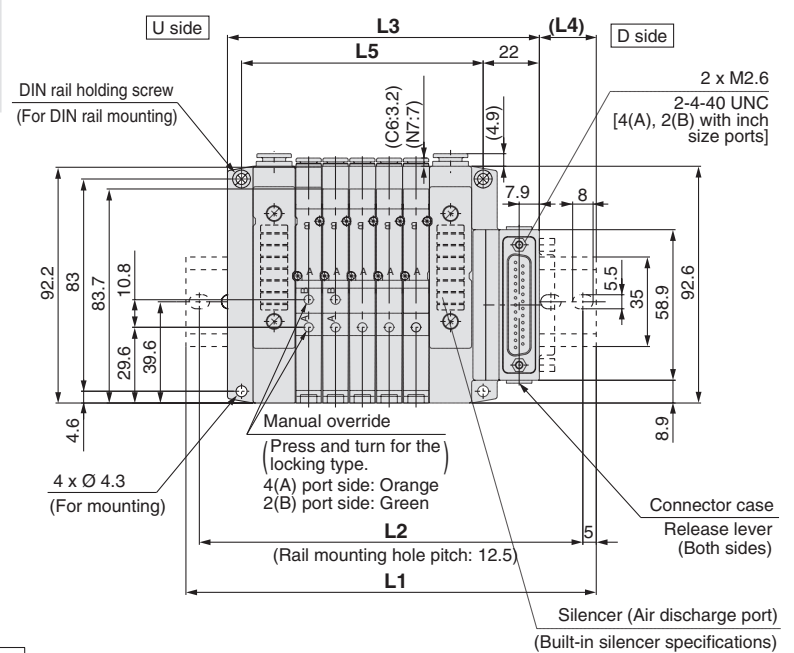 U side
L3
(L4)
D side
L5
22
DIN rail holding screw
(For DIN rail mounting)
(C6:3.2)
(N7:7)
(4.9)
2 x M2.6
2-4-40 UNC
[4(A), 2(B) with inch
size ports]
7.9
8
92.2
83
83.7
10.8
29.6
39.6
4.6
B B B B B
A A A A A
B B
A A
5.5
35
58.9
92.6
8.9
Manual override
(Press and turn for the
locking type.)
4(A) port side: Orange
2(B) port side: Green
4 x Ø 4.3
(For mounting)
Connector case
Release lever
(Both sides)
L2
5
(Rail mounting hole pitch: 12.5)
L1
Silencer (Air discharge port)
(Built-in silencer specifications)